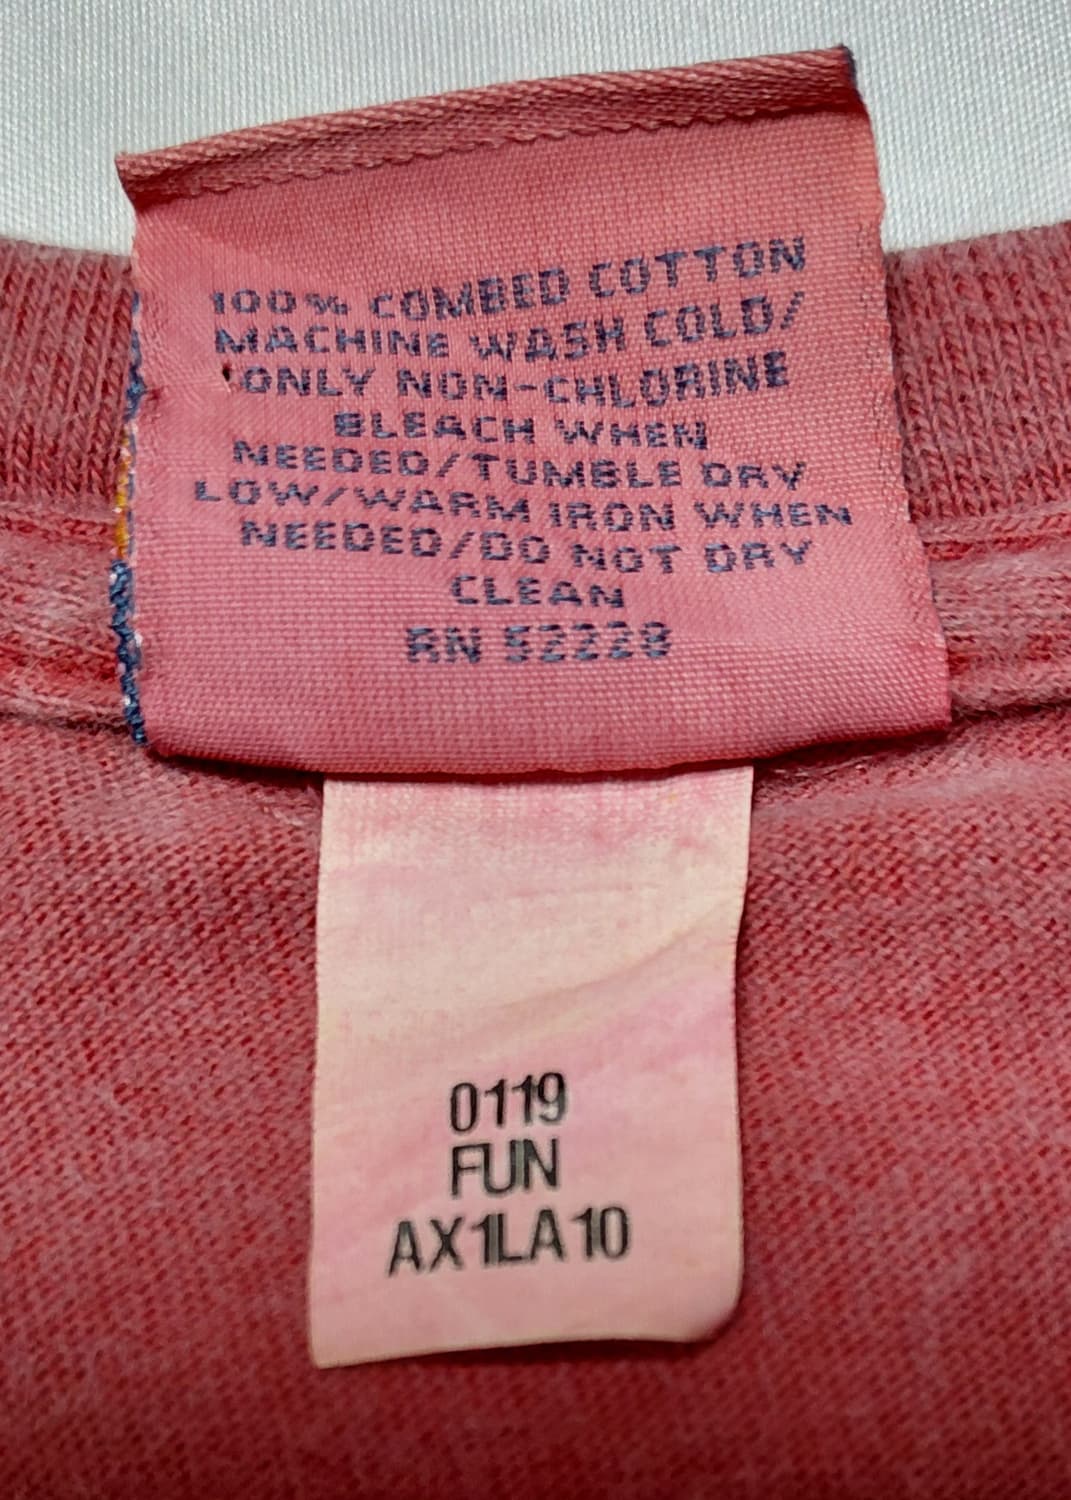 100% COMBED COTTON
MACHINE WASH COLD/
ONLY NON-CHLORINE
BLEACH WHEN
NEEDED/TUMBLE DRY
LOW/WARM IRON WHEN
NEEDED/DO NOT DRY
CLEAN
RN 52228
0119
FUN
AX1LA10